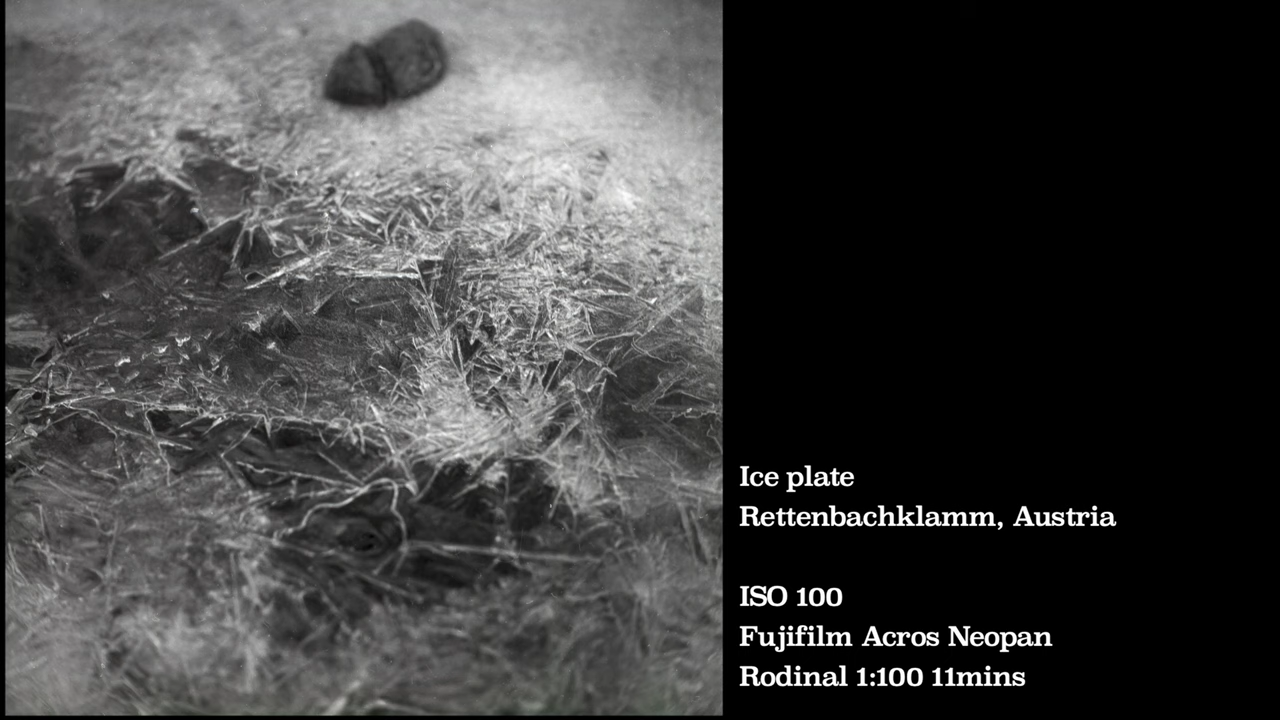 Ice plate
Rettenbachklamm, Austria
ISO 100
Fujifilm Acros Neopan
Rodinal 1:100 11mins